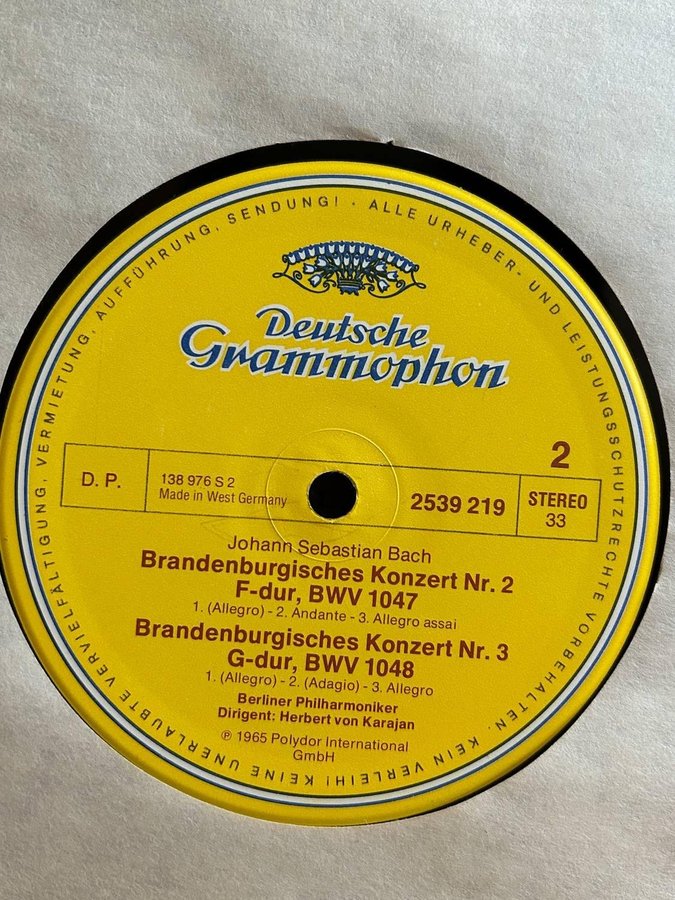 ALLE URHEBER- UND LEISTUNGSSCHUTZRECHTE VORBEHALTEN · KEIN VERLEIH! KEINE UNERLAUBTE VERVIELFÄLTIGUNG, VERMIETUNG, AUFFÜHRUNG, SENDUNG! ·
Deutsche
Grammophon
2
D. P.
138 976 S 2
Made in West Germany
2539 219
STEREO
33
Johann Sebastian Bach
Brandenburgisches Konzert Nr. 2
F-dur, BWV 1047
1. (Allegro) - 2. Andante - 3. Allegro assai
Brandenburgisches Konzert Nr. 3
G-dur, BWV 1048
1. (Allegro) - 2. (Adagio) - 3. Allegro
Berliner Philharmoniker
Dirigent: Herbert von Karajan
℗ 1965 Polydor International
GmbH